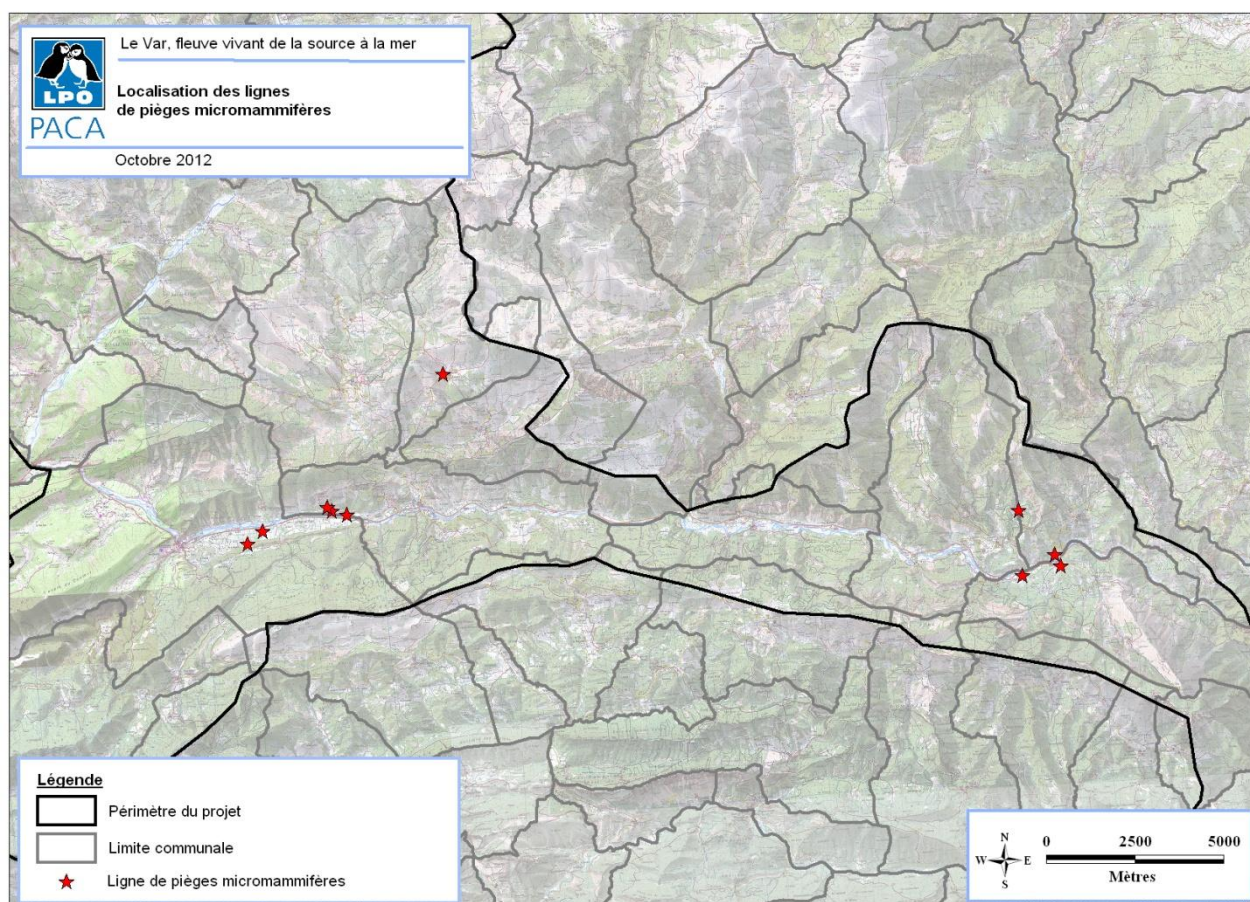 LPO
PACA
Le Var, fleuve vivant de la source à la mer
Localisation des lignes
de pièges micromammifères
Octobre 2012
Légende
Périmètre du projet
Limite communale
Ligne de pièges micromammifères
N
W E
S
0 2500 5000
Mètres